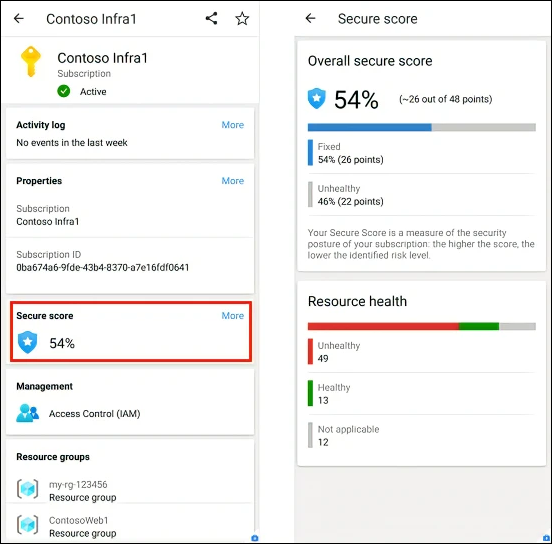 Contoso Infra1
Contoso Infra1
Subscription
Active
Activity log More
No events in the last week
Properties More
Subscription
Contoso Infra1
Subscription ID
0ba674a6-9fde-43b4-8370-a7e16fdf0641
Secure score More
54%
Management
Access Control (IAM)
Resource groups
my-rg-123456
Resource group
ContosoWeb1
Resource group
Secure score
Overall secure score
54% (~26 out of 48 points)
Fixed
54% (26 points)
Unhealthy
46% (22 points)
Your Secure Score is a measure of the security
posture of your subscription: the higher the score, the
lower the identified risk level.
Resource health
Unhealthy
49
Healthy
13
Not applicable
12